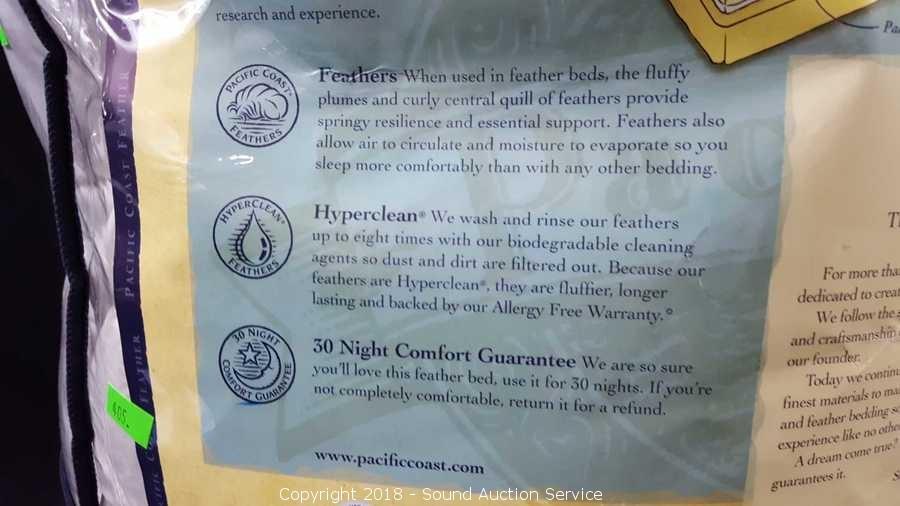 research and experience.
PACIFIC COAST®
FEATHERS
Feathers When used in feather beds, the fluffy
plumes and curly central quill of feathers provide
springy resilience and essential support. Feathers also
allow air to circulate and moisture to evaporate so you
sleep more comfortably than with any other bedding.
HYPERCLEAN®
FEATHERS
Hyperclean® We wash and rinse our feathers
up to eight times with our biodegradable cleaning
agents so dust and dirt are filtered out. Because our
feathers are Hyperclean®, they are fluffier, longer
lasting and backed by our Allergy Free Warranty.®
30 NIGHT
COMFORT GUARANTEE
30 Night Comfort Guarantee We are so sure
you'll love this feather bed, use it for 30 nights. If you're
not completely comfortable, return it for a refund.
www.pacificcoast.com
PACIFIC COAST FEATHER
405
For more
dedicated to
We follow the
and craftsmanship
our founder.
Today we
finest materials to
and feather bedding
experience like no
A dream come true?
guarantees it.
Copyright 2018 - Sound Auction Service